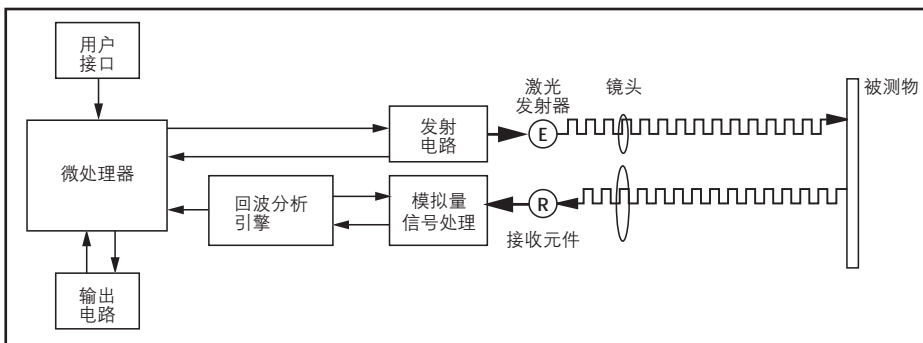 用户
接口
激光
发射器
镜头
被测物
发射
电路
E
微处理器
回波分析
引擎
模拟量
信号处理
R
接收元件
输出
电路